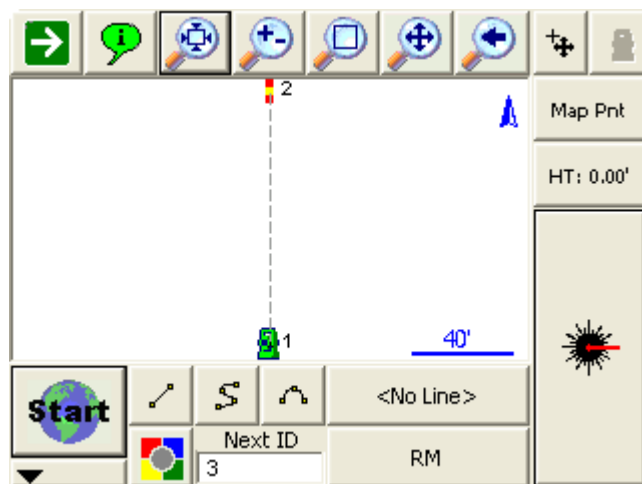 2
Map Pnt
HT: 0.00'
1
40'
Start
<No Line>
Next ID
3
RM